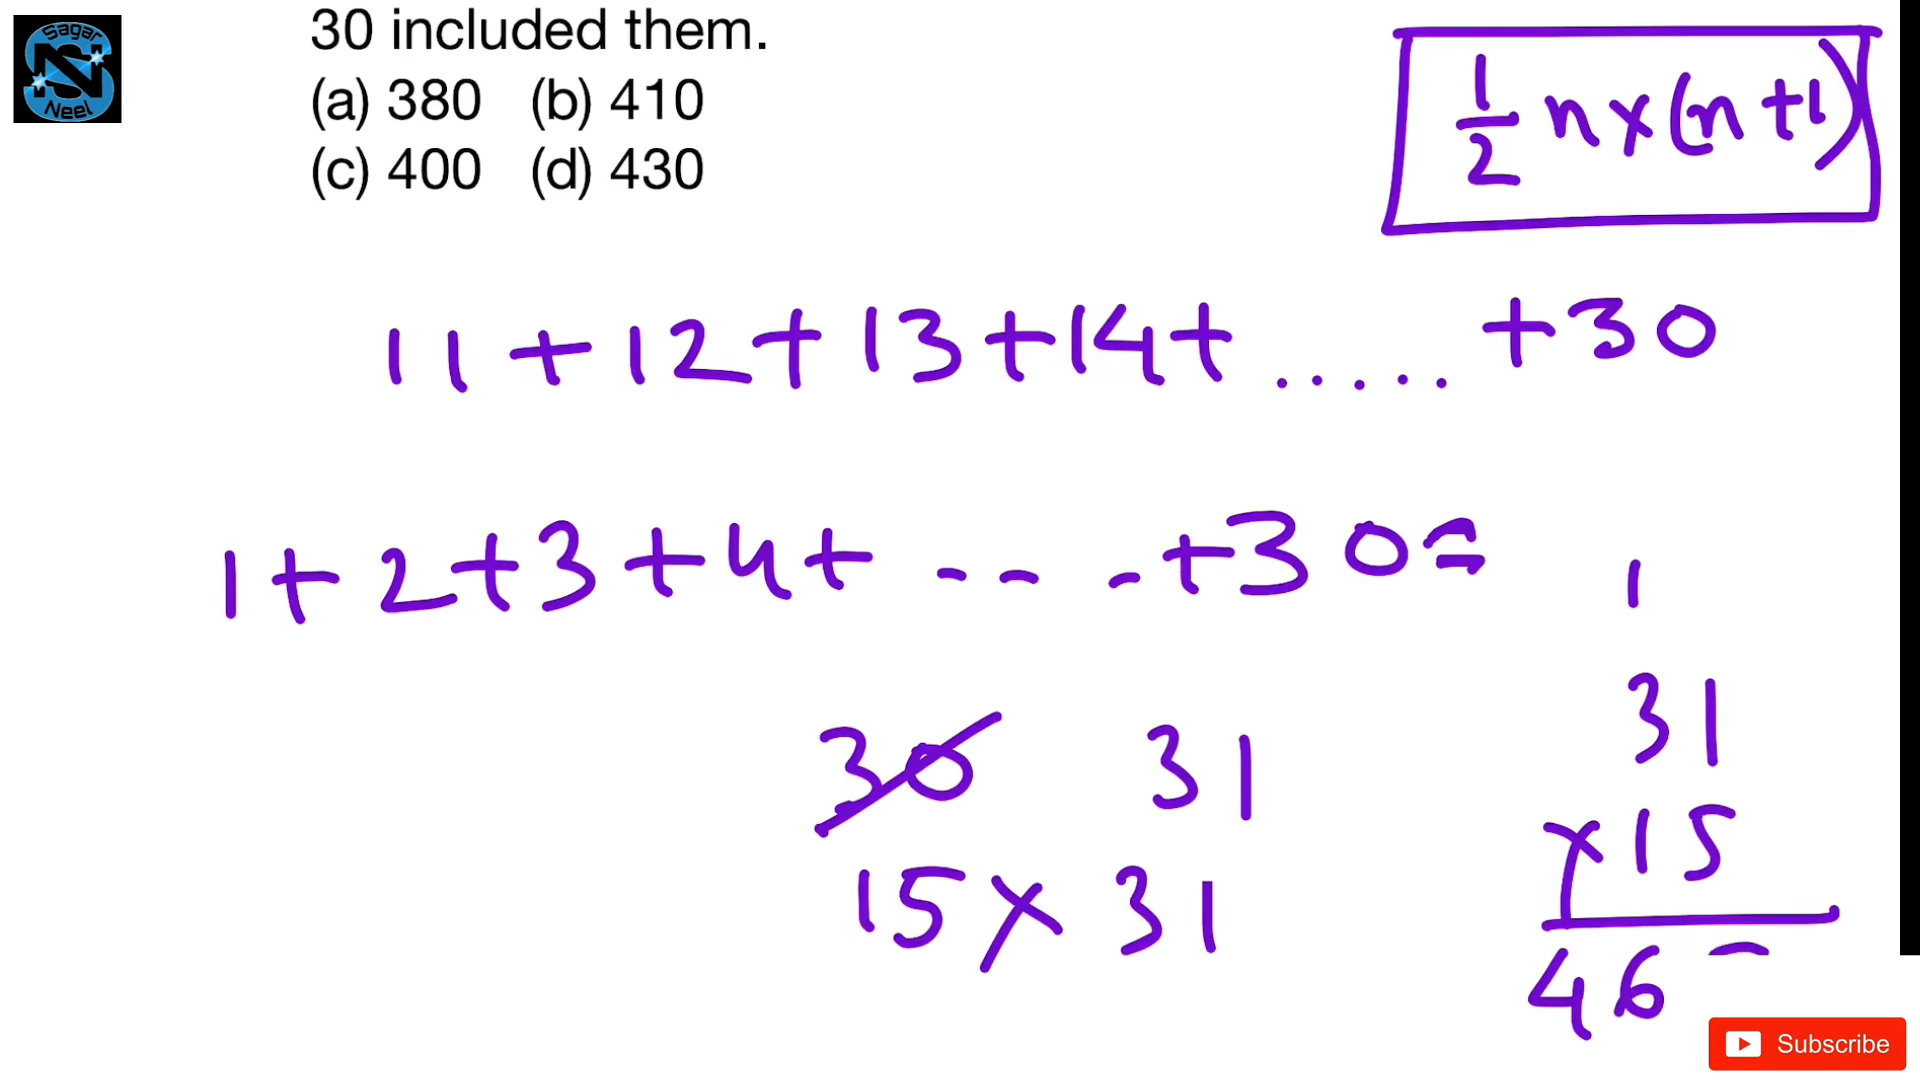 Sagar
NS
Neel
30 included them.
(a) 380 (b) 410
(c) 400 (d) 430
1/2 n×(n+1)
11+12+13+14+.....+30
1+2+3+4+-- -+30=
1
30 31
15×31
31
×15
46
Subscribe